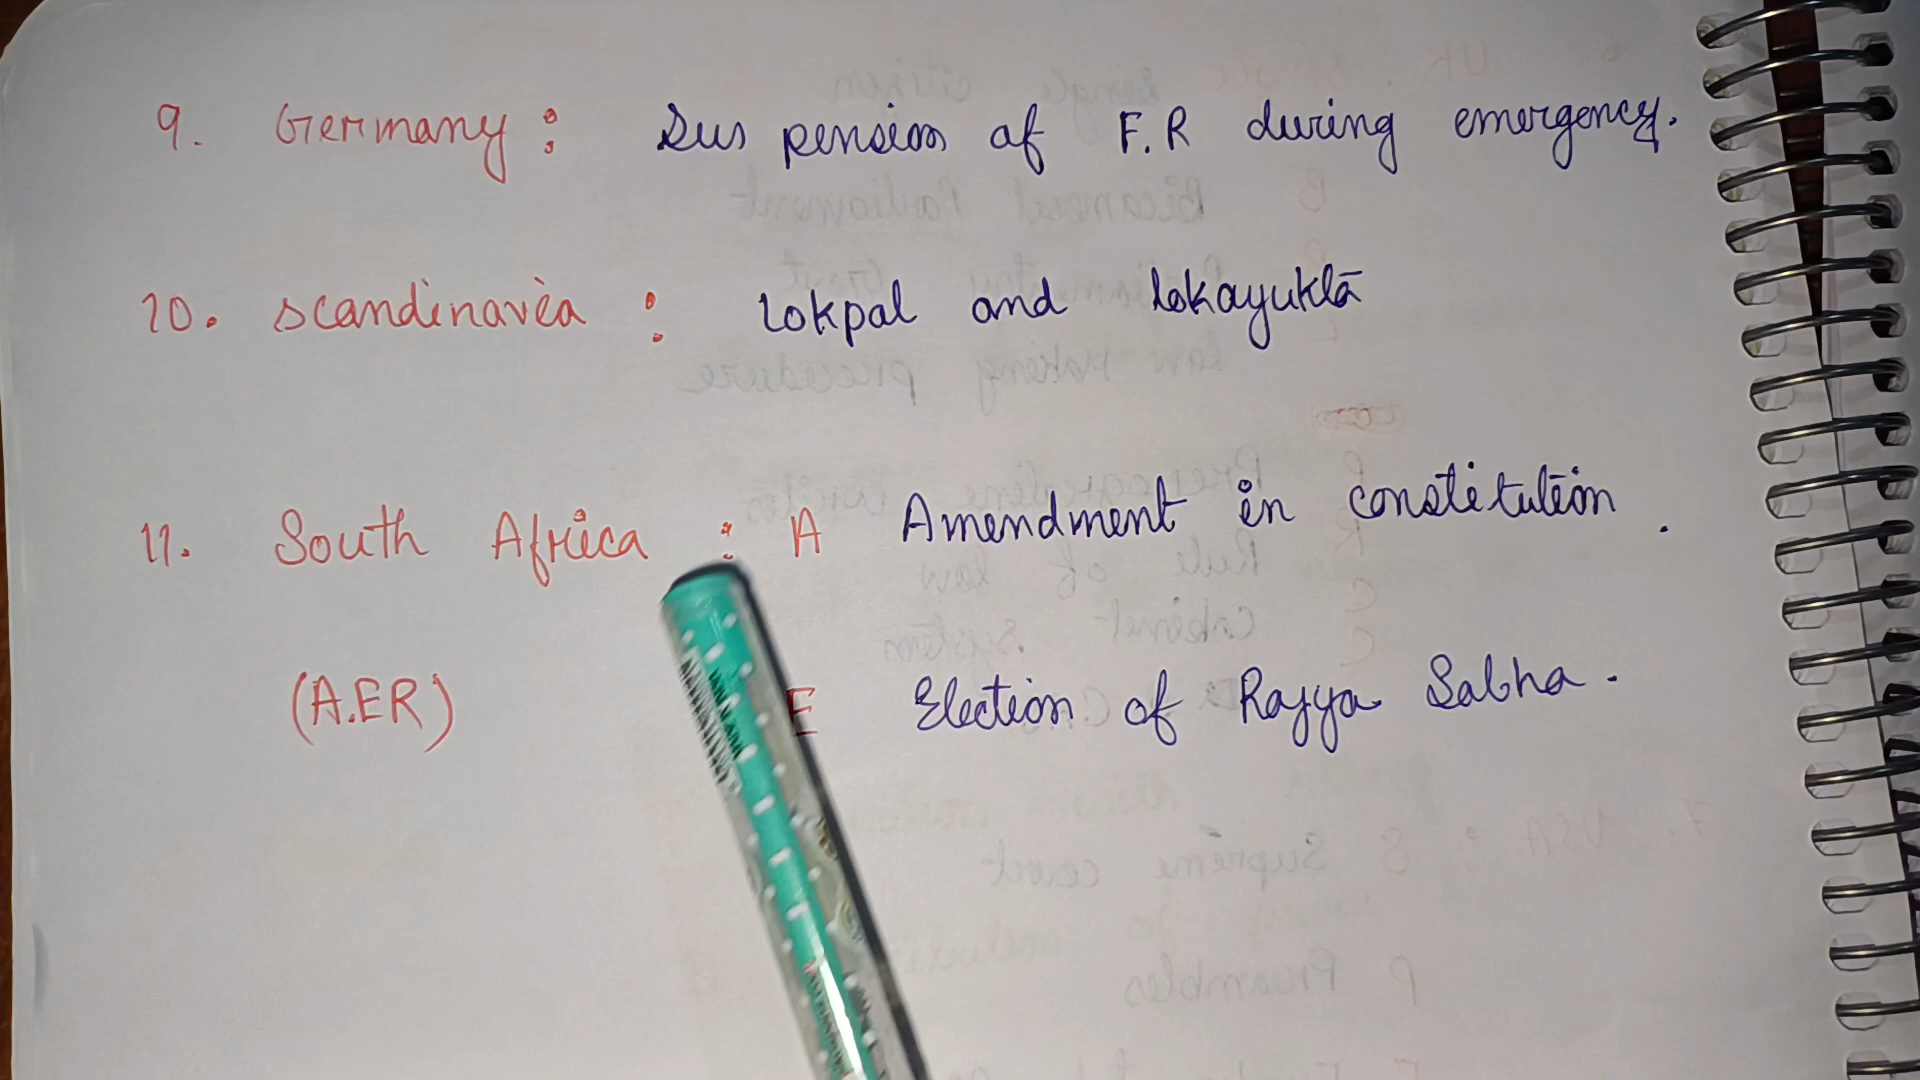 9. Germany : Sus pension of F.R during emergency.
10. Scandinavia : Lokpal and lokayukta
11. South Africa : A Amendment in constitution .
(A.ER) E Election of Rajya Sabha .